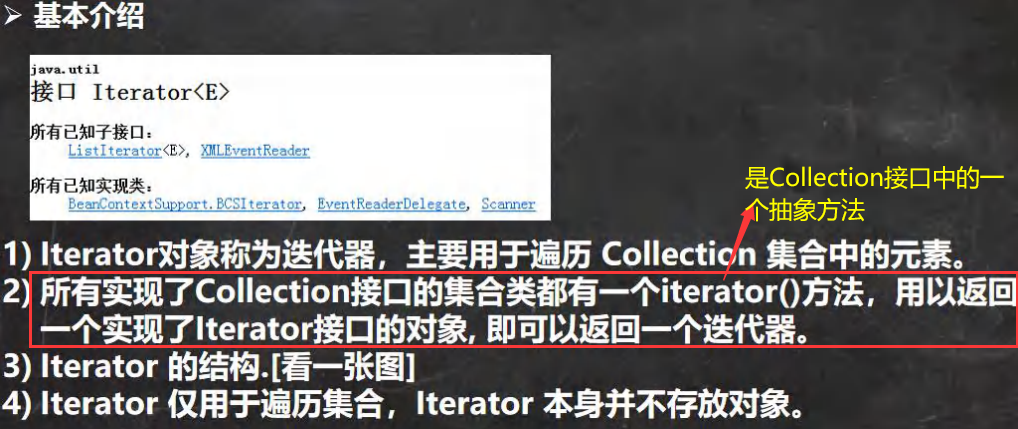 ➢ 基本介绍
java.util
接口 Iterator<E>
所有已知子接口：
ListIterator<E>, XMLEventReader
所有已知实现类：
BeanContextSupport.BCSIterator, EventReaderDelegate, Scanner
是Collection接口中的一
个抽象方法
1) Iterator对象称为迭代器，主要用于遍历 Collection 集合中的元素。
2) 所有实现了Collection接口的集合类都有一个iterator()方法，用以返回
一个实现了Iterator接口的对象, 即可以返回一个迭代器。
3) Iterator 的结构.[看一张图]
4) Iterator 仅用于遍历集合，Iterator 本身并不存放对象。